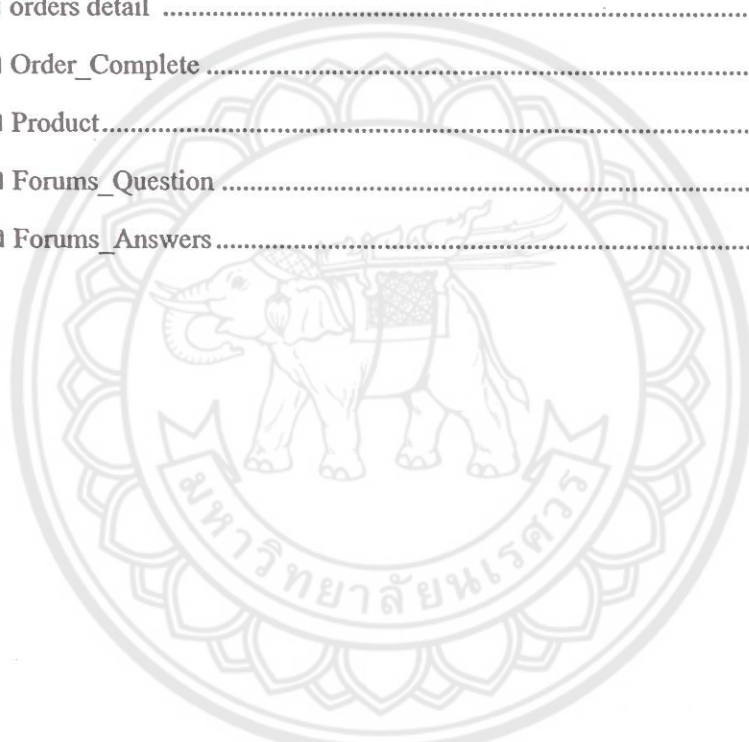 orders detail ........................................................................
Order_Complete ........................................................................
Product........................................................................
Forums_Question ........................................................................
Forums_Answers........................................................................
มหาวิทยาลัยนเรศวร